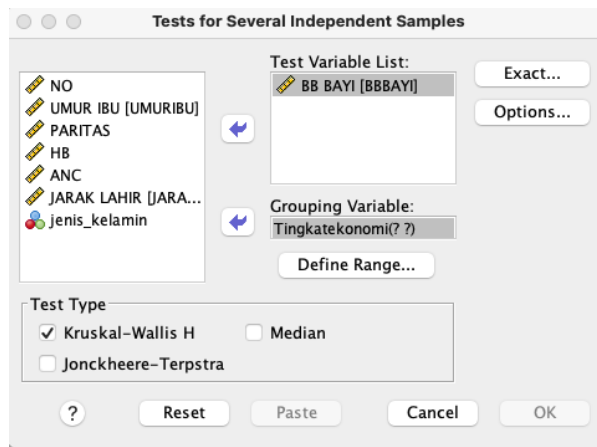 Tests for Several Independent Samples
NO
UMUR IBU [UMURIBU]
PARITAS
HB
ANC
JARAK LAHIR [JARA...
jenis_kelamin
Test Variable List:
BB BAYI [BBBAYI]
Grouping Variable:
Tingkatekonomi(? ?)
Define Range...
Exact...
Options...
Test Type
Kruskal-Wallis H Median
Jonckheere-Terpstra
? Reset Paste Cancel OK